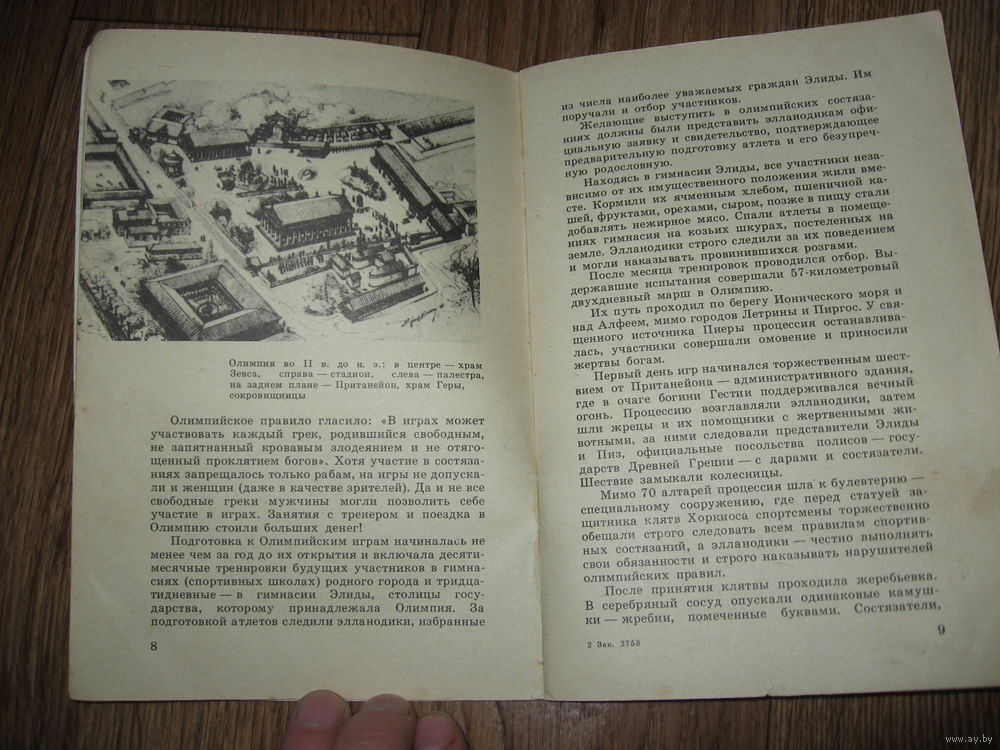 Олимпия во II в. до н. э.: в центре — храм
Зевса, справа — стадион, слева — палестра,
на заднем плане — Пританейон, храм Геры,
сокровищницы
Олимпийское правило гласило: «В играх может
участвовать каждый грек, родившийся свободным,
не запятнанный кровавым злодеянием и не отяго-
щенный проклятием богов». Хотя участие в состяза-
ниях запрещалось только рабам, на игры не допуска-
ли и женщин (даже в качестве зрителей). Да и не все
свободные греки мужчины могли позволить себе
участие в играх. Занятия с тренером и поездка в
Олимпию стоили больших денег!
Подготовка к Олимпийским играм начиналась не
менее чем за год до их открытия и включала десяти-
месячные тренировки будущих участников в гимна-
сиях (спортивных школах) родного города и тридца-
тидневные — в гимнасии Элиды, столицы госу-
дарства, которому принадлежала Олимпия. За
подготовкой атлетов следили элланодики, избранные
8
из числа наиболее уважаемых граждан Элиды. Им
поручали и отбор участников.
Желающие выступить в олимпийских состяза-
ниях должны были представить элланодикам офи-
циальную заявку и свидетельство, подтверждающее
предварительную подготовку атлета и его безупреч-
ную родословную.
Находясь в гимнасии Элиды, все участники неза-
висимо от их имущественного положения жили вме-
сте. Кормили их ячменным хлебом, пшеничной ка-
шей, фруктами, орехами, сыром, позже в пищу стали
добавлять нежирное мясо. Спали атлеты в помеще-
ниях гимнасия на козьих шкурах, постеленных на
земле. Элланодики строго следили за их поведением
и могли наказывать провинившихся розгами.
После месяца тренировок проводился отбор. Вы-
державшие испытания совершали 57-километровый
двухдневный марш в Олимпию.
Их путь проходил по берегу Ионического моря и
над Алфеем, мимо городов Летрины и Пиргос. У свя-
щенного источника Пиеры процессия останавлива-
лась, участники совершали омовение и приносили
жертвы богам.
Первый день игр начинался торжественным шест-
вием от Пританейона — административного здания,
где в очаге богини Гестии поддерживался вечный
огонь. Процессию возглавляли элланодики, затем
шли жрецы и их помощники с жертвенными жи-
вотными, за ними следовали представители Элиды
и Пиз, официальные посольства полисов — госу-
дарств Древней Греции — с дарами и состязатели.
Шествие замыкали колесницы.
Мимо 70 алтарей процессия шла к булевтерию —
специальному сооружению, где перед статуей за-
щитника клятв Хоркиоса спортсмены торжественно
обещали строго следовать всем правилам спортив-
ных состязаний, а элланодики — честно выполнять
свои обязанности и строго наказывать нарушителей
олимпийских правил.
После принятия клятвы проходила жеребьевка.
В серебряный сосуд опускали одинаковые камуш-
ки — жребии, помеченные буквами. Состязатели,
2 Зак. 2753
9
www.ay.by